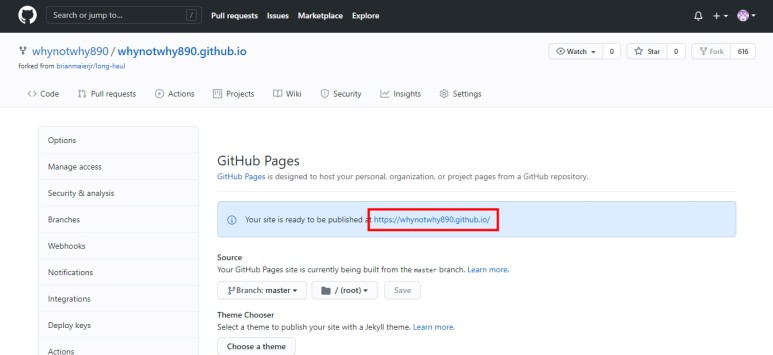 Search or jump to... /
Pull requests Issues Marketplace Explore
whynotwhy890 / whynotwhy890.github.io
Watch 0 Star 0 Fork 616
forked from brianmaierjr/long-haul
Code Pull requests Actions Projects Wiki Security Insights Settings
Options
Manage access
Security & analysis
Branches
Webhooks
Notifications
Integrations
Deploy keys
Actions
GitHub Pages
GitHub Pages is designed to host your personal, organization, or project pages from a GitHub repository.
Your site is ready to be published at https://whynotwhy890.github.io/
Source
Your GitHub Pages site is currently being built from the master branch. Learn more.
Branch: master / (root) Save
Theme Chooser
Select a theme to publish your site with a Jekyll theme. Learn more.
Choose a theme